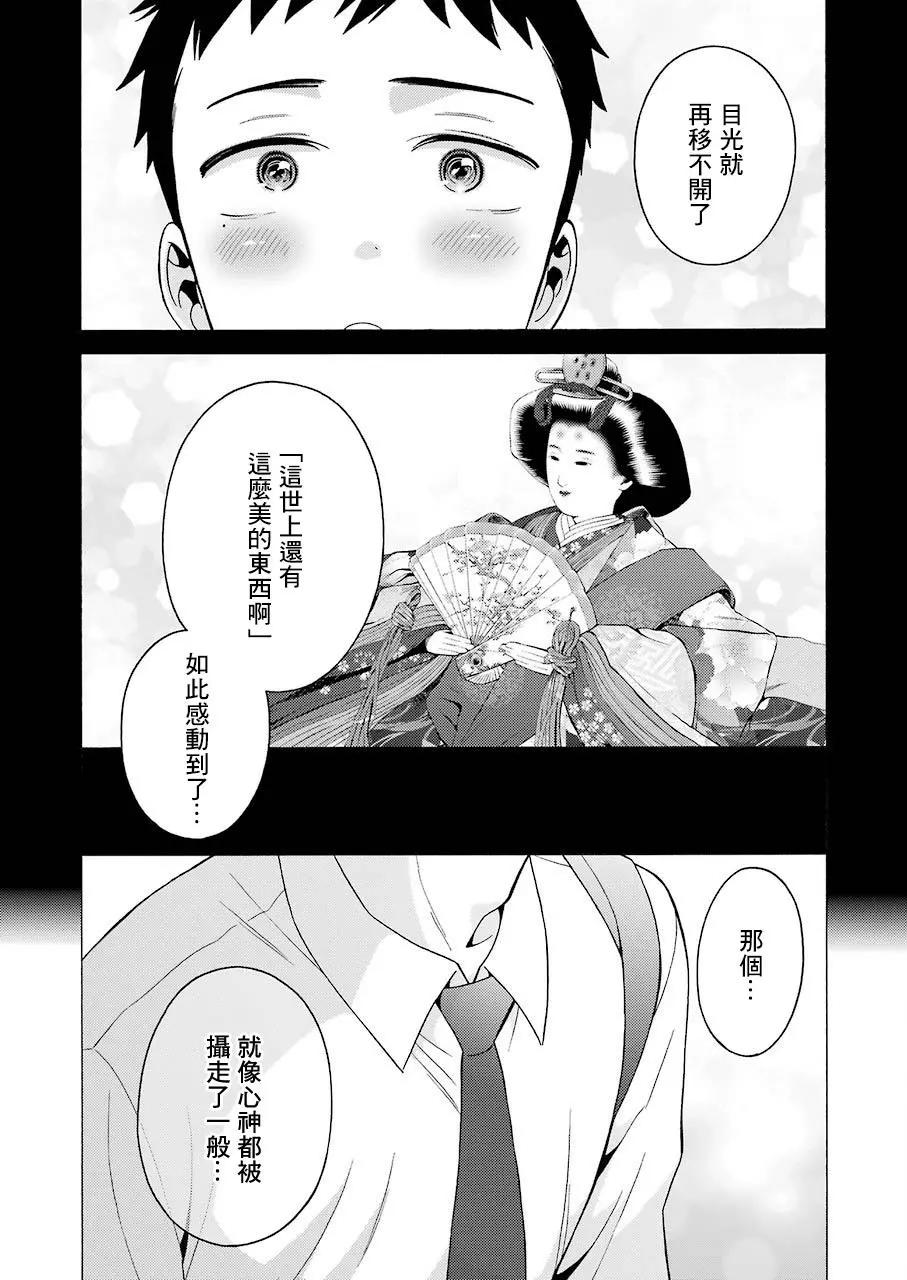 目光就
再移不開了
「這世上還有
這麼美的東西啊」
如此感動到了…
那個…
就像心神都被
攝走了一般…